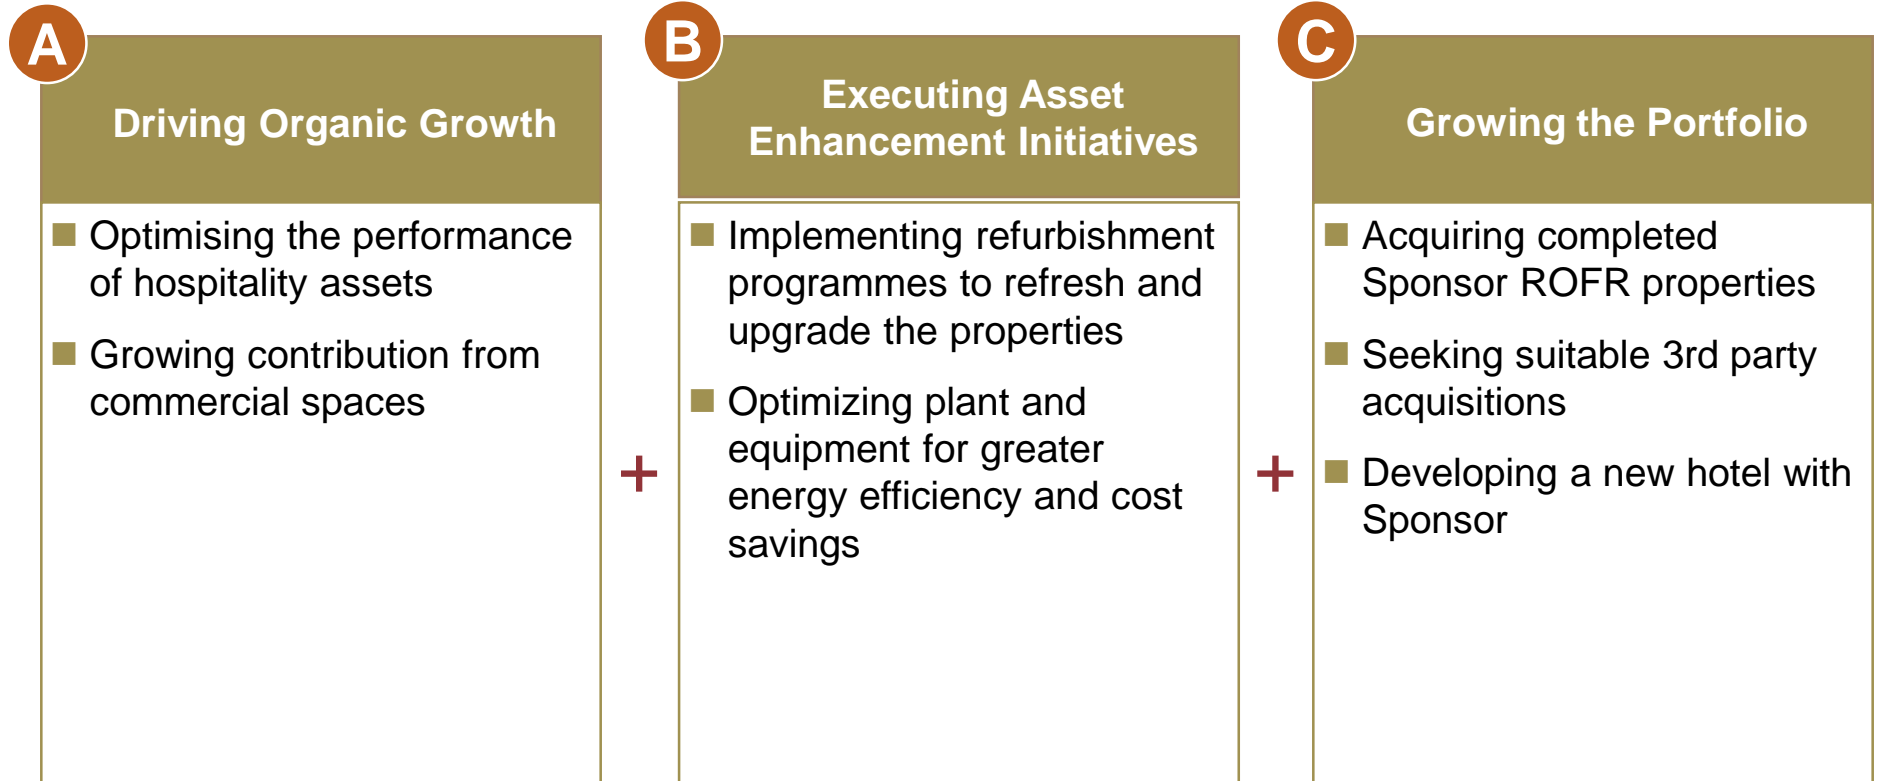 A
Driving Organic Growth
Optimising the performance
of hospitality assets
Growing contribution from
commercial spaces
+
B
Executing Asset
Enhancement Initiatives
Implementing refurbishment
programmes to refresh and
upgrade the properties
Optimizing plant and
equipment for greater
energy efficiency and cost
savings
+
C
Growing the Portfolio
Acquiring completed
Sponsor ROFR properties
Seeking suitable 3rd party
acquisitions
Developing a new hotel with
Sponsor